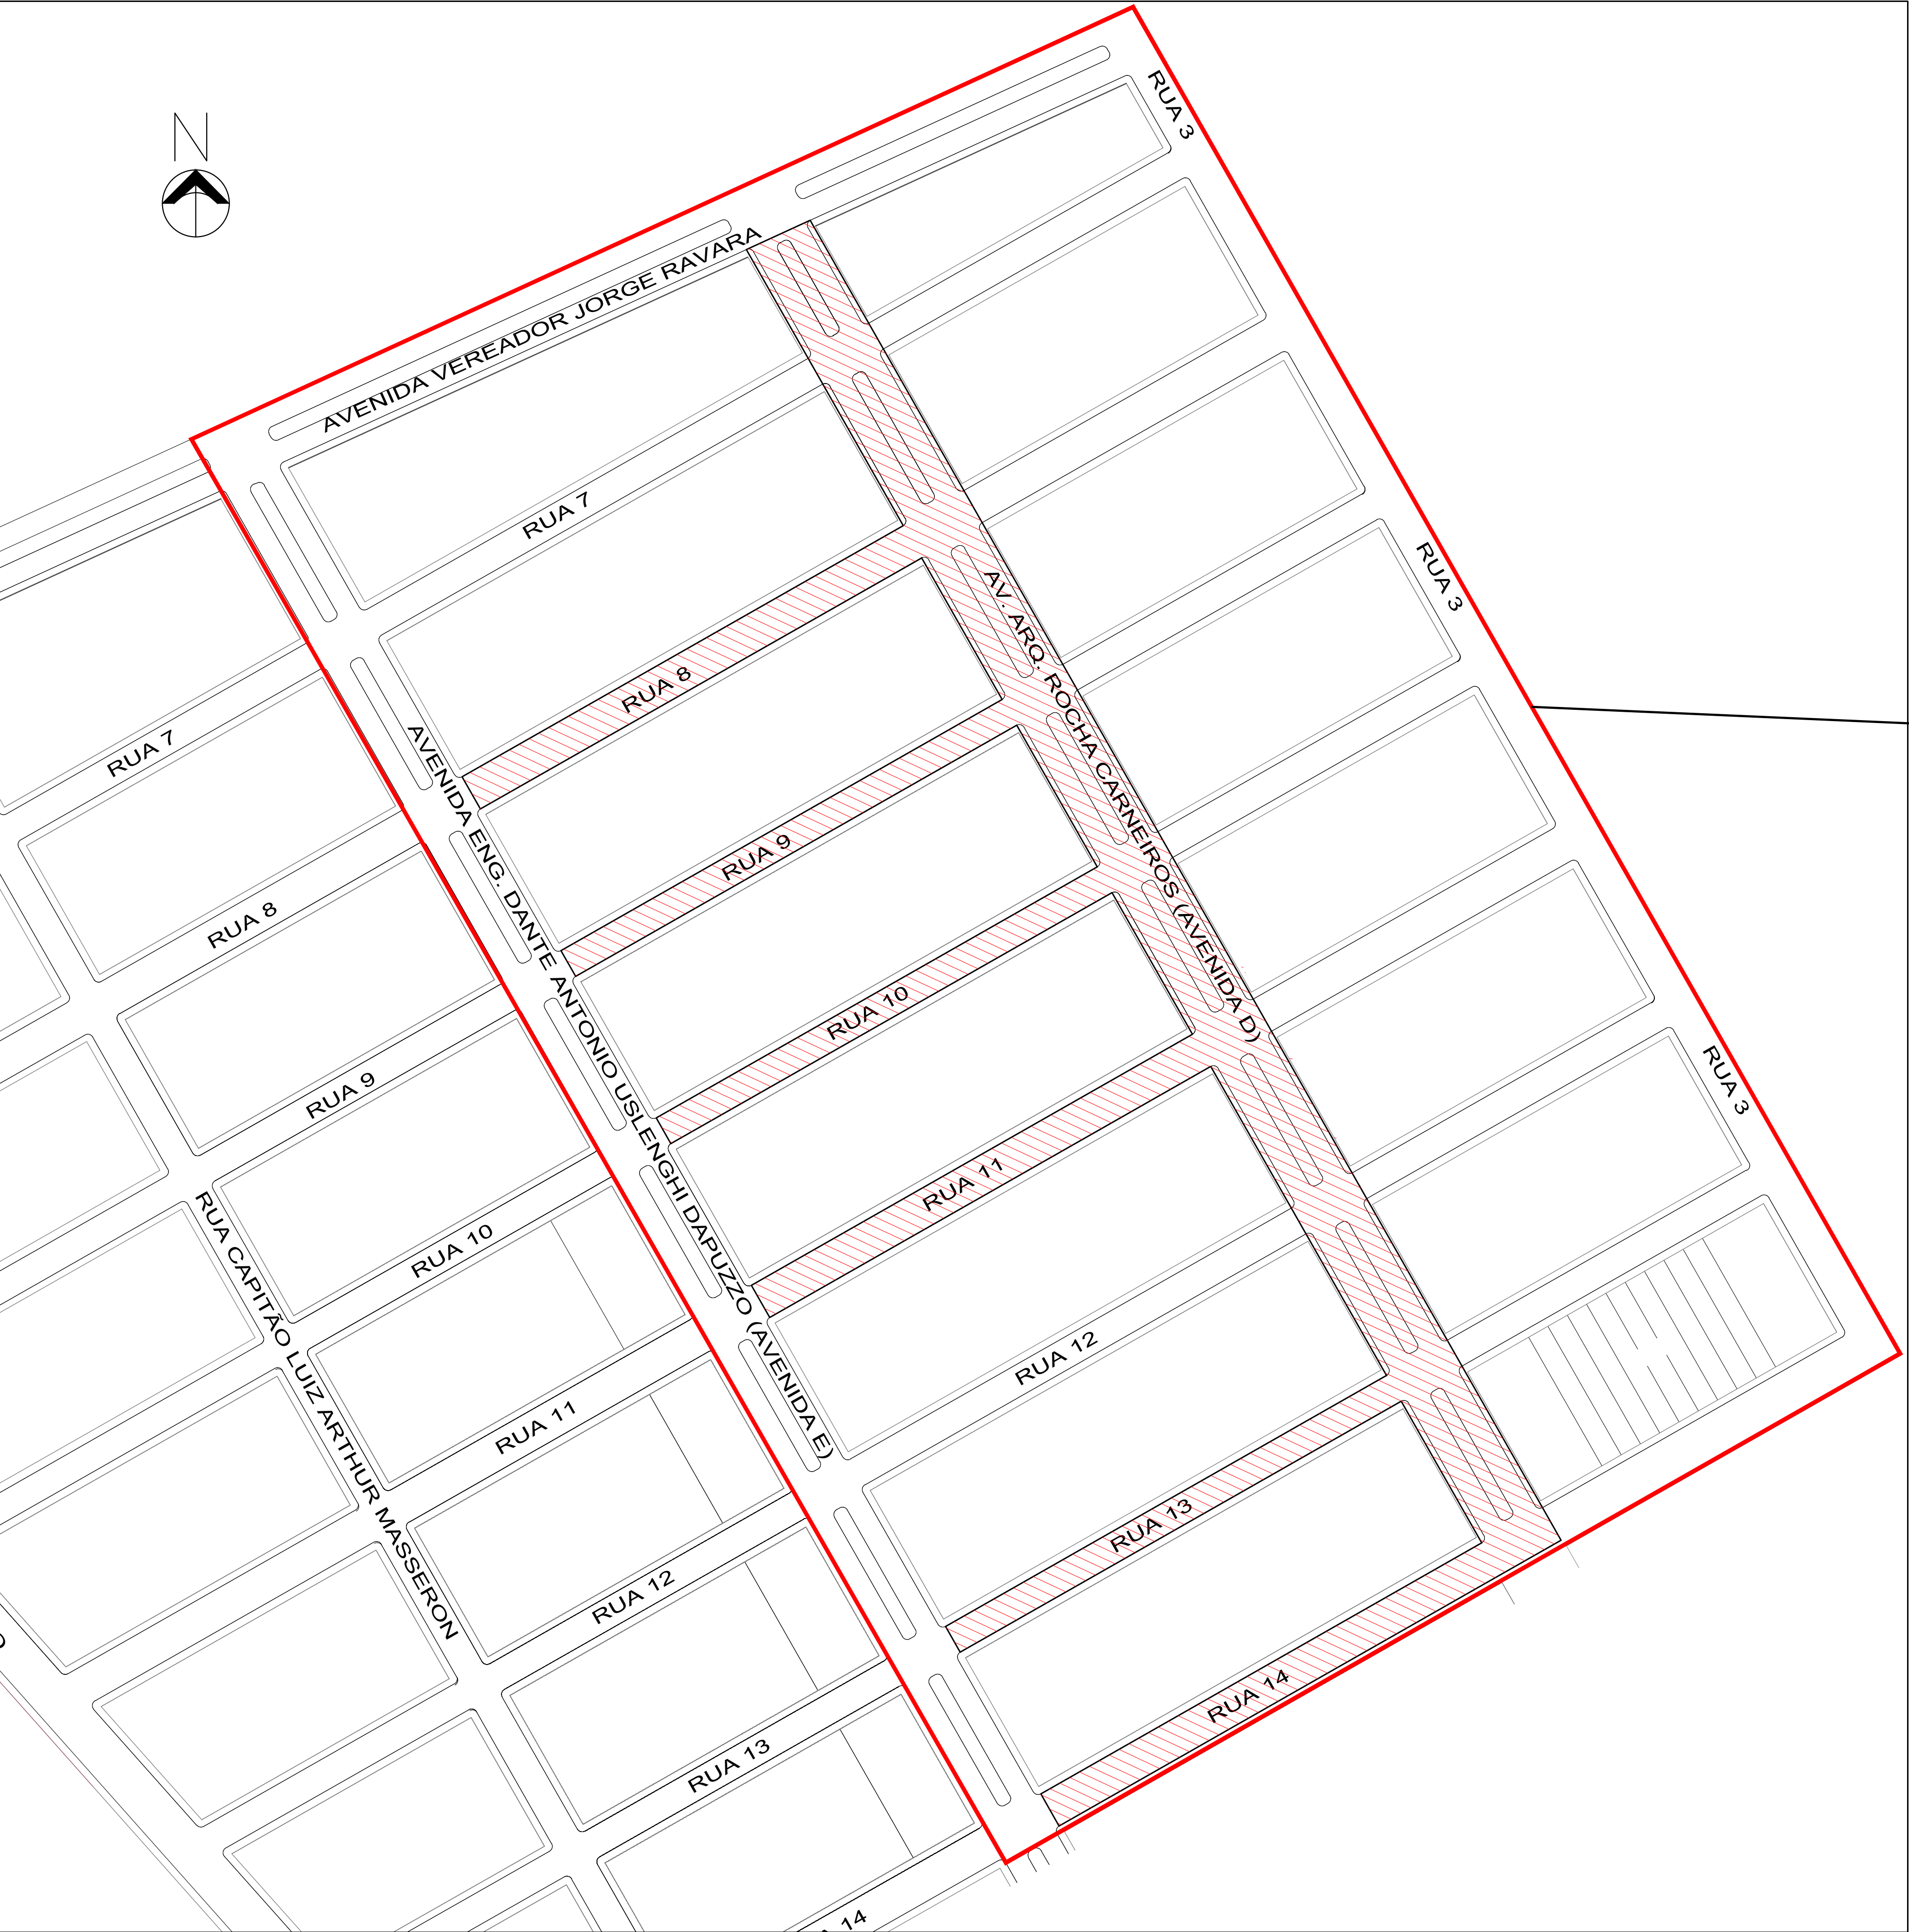 N
RUA 3
AVENIDA VEREADOR JORGE RAVARA
RUA 7
RUA 8
AV. ARQ. ROCHA CARNEIROS (AVENIDA D)
RUA 3
RUA 7
AVENIDA ENG. DANTE ANTONIO USLENGHI DAPUZZO (AVENIDA E)
RUA 9
RUA 8
RUA 10
RUA 9
RUA 3
RUA 11
RUA CAPITÃO LUIZ ARTHUR MASSERON
RUA 10
RUA 12
RUA 11
RUA 13
RUA 12
RUA 14
RUA 13
14